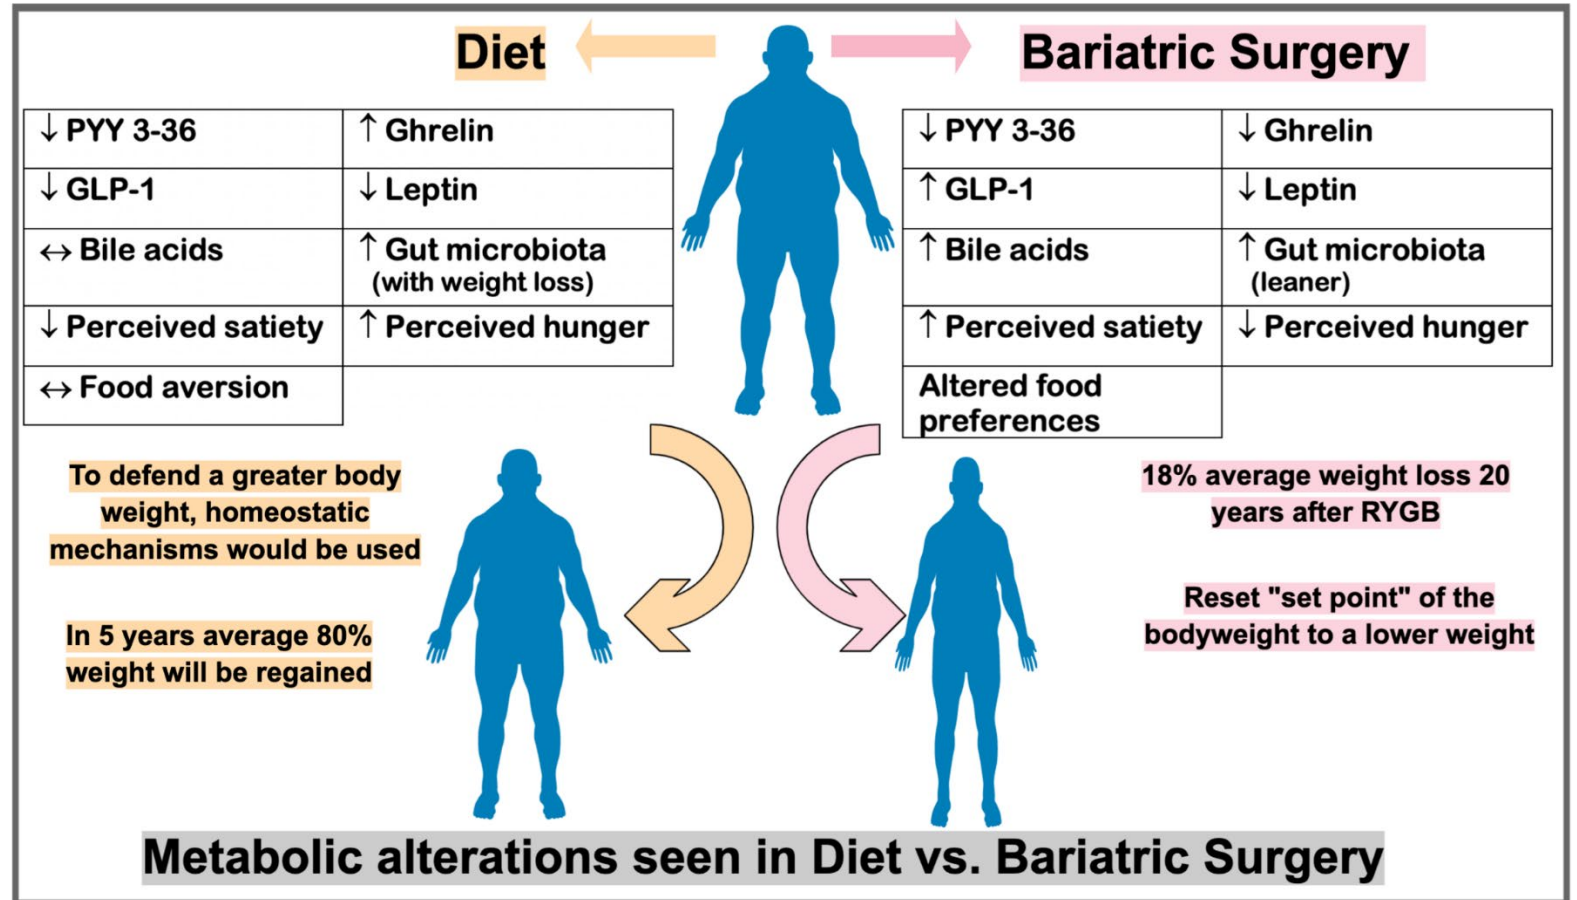 Diet
Bariatric Surgery
↓ PYY 3-36
↑ Ghrelin
↓ GLP-1
↓ Leptin
↔ Bile acids
↑ Gut microbiota
(with weight loss)
↓ Perceived satiety
↑ Perceived hunger
↔ Food aversion
↓ PYY 3-36
↓ Ghrelin
↑ GLP-1
↓ Leptin
↑ Bile acids
↑ Gut microbiota
(leaner)
↑ Perceived satiety
↓ Perceived hunger
Altered food
preferences
To defend a greater body
weight, homeostatic
mechanisms would be used
In 5 years average 80%
weight will be regained
18% average weight loss 20
years after RYGB
Reset "set point" of the
bodyweight to a lower weight
Metabolic alterations seen in Diet vs. Bariatric Surgery